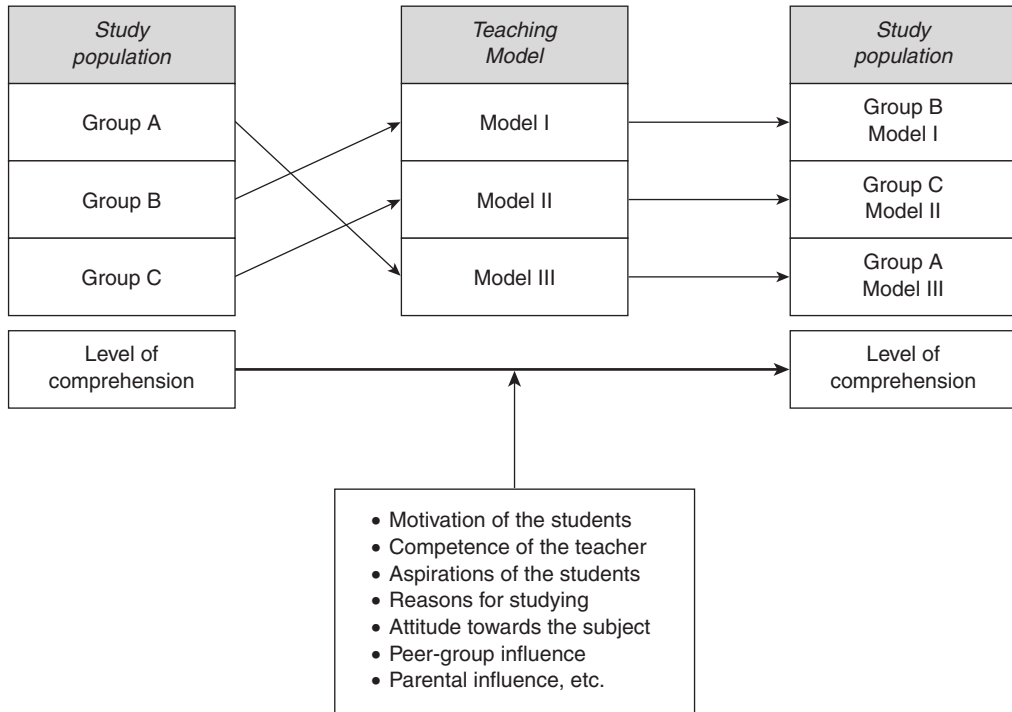 Study
population
Teaching
Model
Study
population
Group A
Model I
Group B
Model I
Group B
Model II
Group C
Model II
Group C
Model III
Group A
Model III
Level of
comprehension
Level of
comprehension
• Motivation of the students
• Competence of the teacher
• Aspirations of the students
• Reasons for studying
• Attitude towards the subject
• Peer-group influence
• Parental influence, etc.